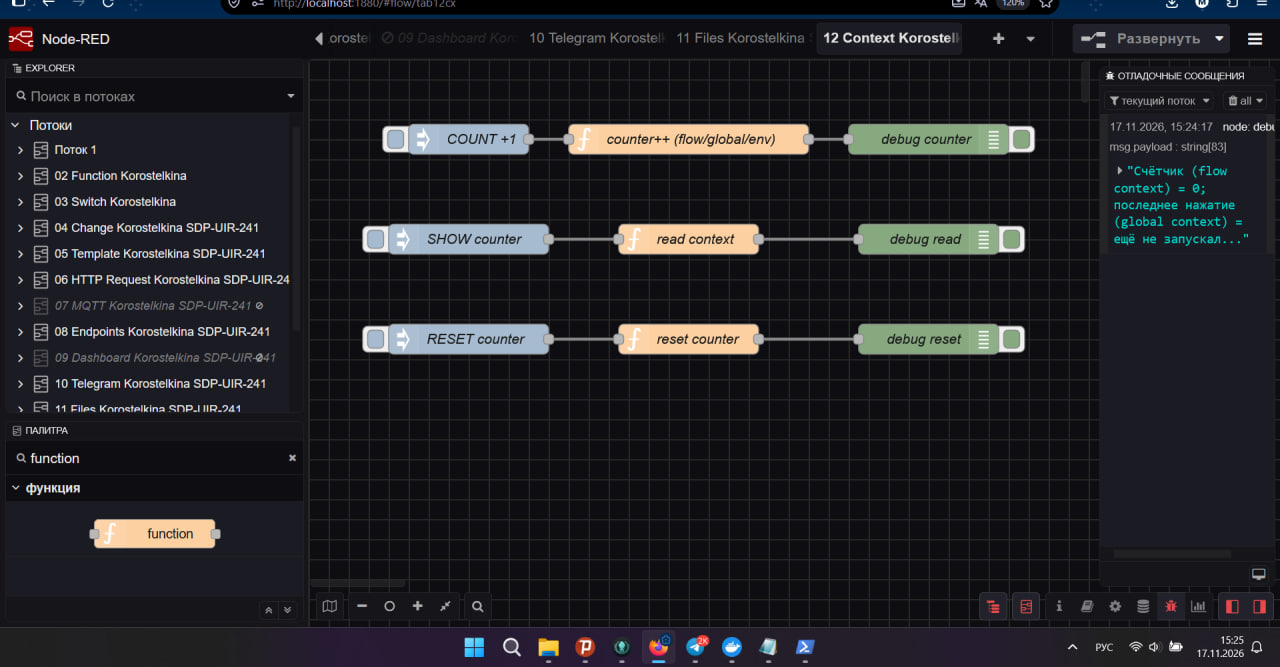 http://localhost:1880/#flow/tab12cx
120%
Node-RED
orostel
09 Dashboard Koro
10 Telegram Korostell
11 Files Korostelkina
12 Context Korostell
Развернуть
EXPLORER
Поиск в потоках
Потоки
Поток 1
02 Function Korostelkina
03 Switch Korostelkina
04 Change Korostelkina SDP-UIR-241
05 Template Korostelkina SDP-UIR-241
06 HTTP Request Korostelkina SDP-UIR-24
07 MQTT Korostelkina SDP-UIR-241
08 Endpoints Korostelkina SDP-UIR-241
09 Dashboard Korostelkina SDP-UIR-241
10 Telegram Korostelkina SDP-UIR-241
11 Files Korostelkina SDP-UIR-241
ПАЛИТРА
function
функция
function
COUNT +1
counter++ (flow/global/env)
debug counter
SHOW counter
read context
debug read
RESET counter
reset counter
debug reset
ОТЛАДОЧНЫЕ СООБЩЕНИЯ
текущий поток
all
17.11.2026, 15:24:17 node: debu
msg.payload : string[83]
"Счётчик (flow
context) = 0;
последнее нажатие
(global context) =
ещё не запускал..."
2K
РУС
15:25
17.11.2026